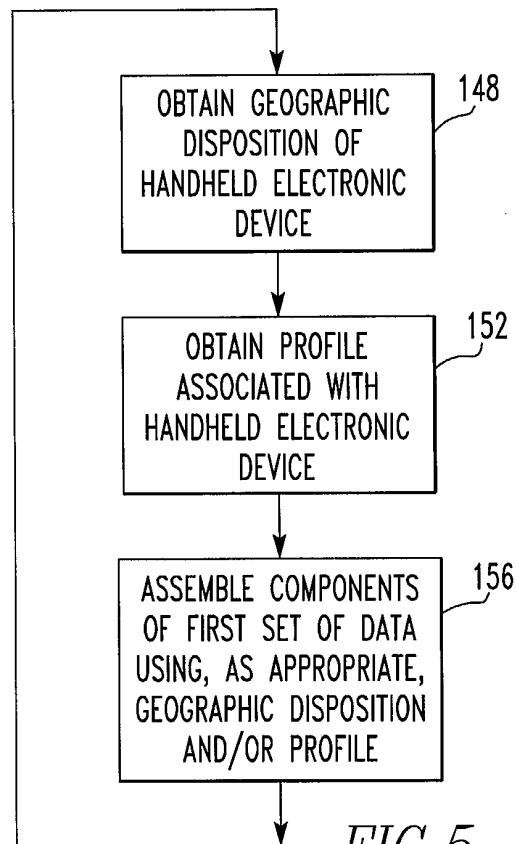 OBTAIN GEOGRAPHIC
DISPOSITION OF
HANDHELD ELECTRONIC
DEVICE
148
OBTAIN PROFILE
ASSOCIATED WITH
HANDHELD ELECTRONIC
DEVICE
152
ASSEMBLE COMPONENTS
OF FIRST SET OF DATA
USING, AS APPROPRIATE,
GEOGRAPHIC DISPOSITION
AND/OR PROFILE
156
FIG. 5